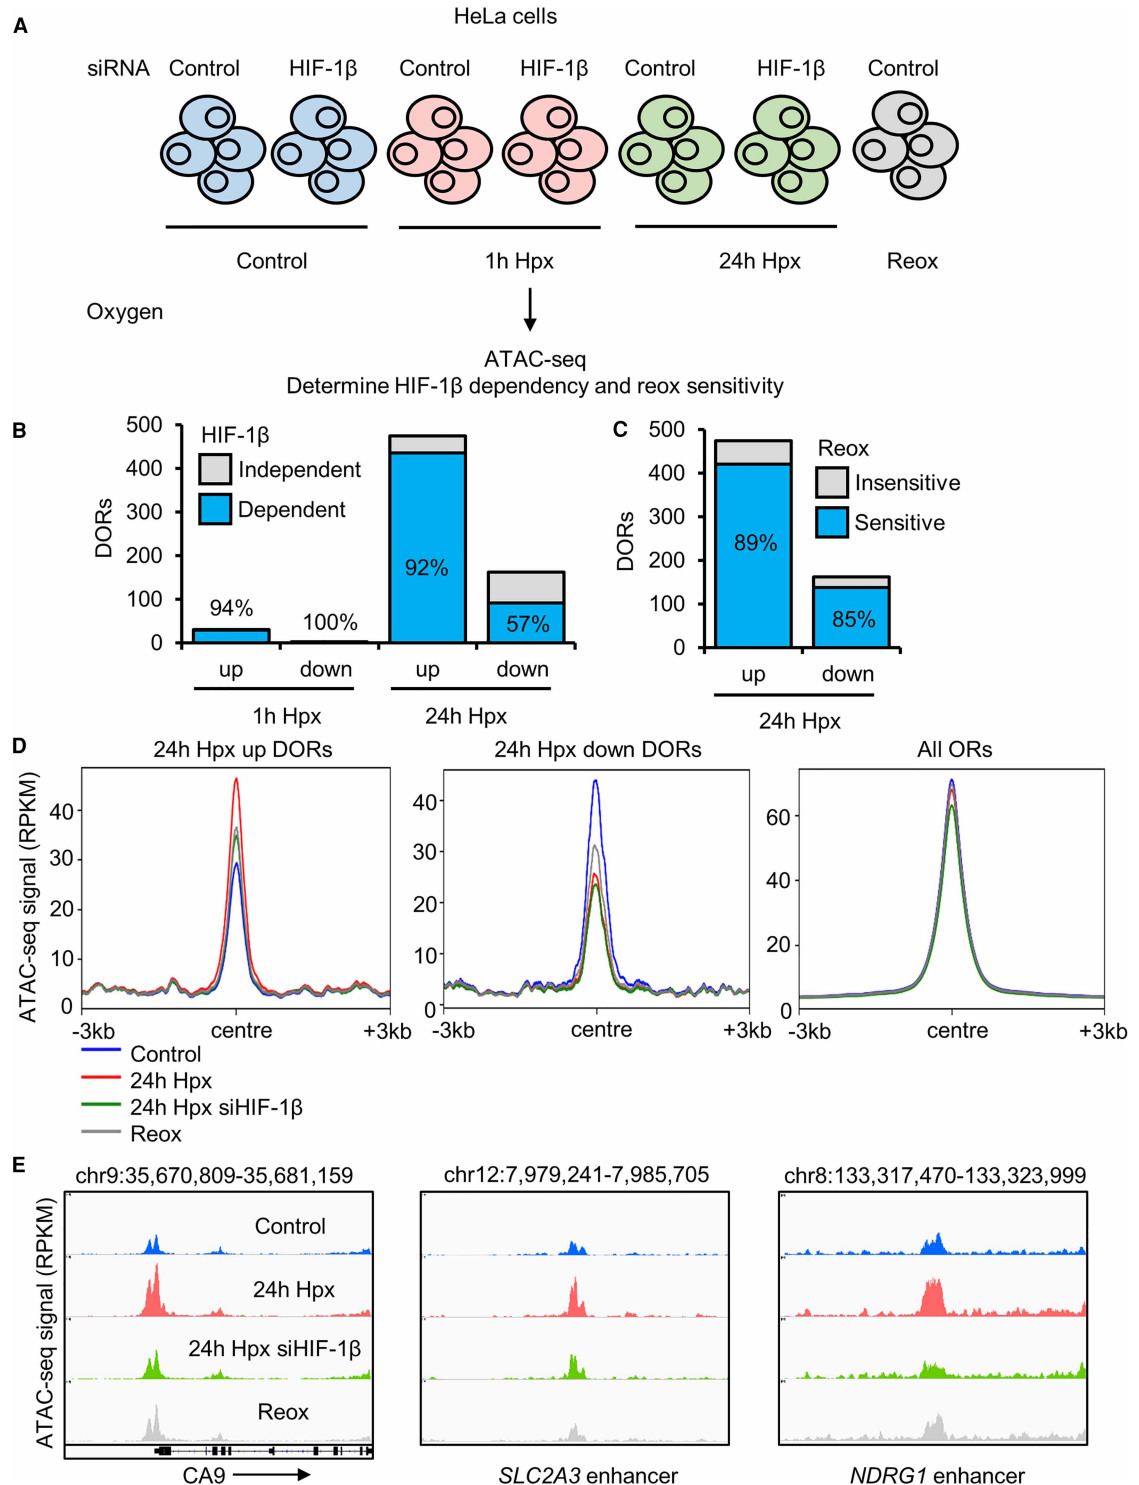 A
HeLa cells
siRNA Control HIF-1β Control HIF-1β Control HIF-1β Control
Control 1h Hpx 24h Hpx Reox
Oxygen
ATAC-seq
Determine HIF-1β dependency and reox sensitivity
B
DORs
500
400
300
200
100
0
HIF-1β
Independent
Dependent
94%
100%
92%
57%
up down up down
1h Hpx 24h Hpx
C
DORs
500
400
300
200
100
0
Reox
Insensitive
Sensitive
89%
85%
up down
24h Hpx
D
24h Hpx up DORs
ATAC-seq signal (RPKM)
40
30
20
10
0
-3kb centre +3kb
24h Hpx down DORs
40
30
20
10
0
-3kb centre +3kb
All ORs
60
40
20
0
-3kb centre +3kb
Control
24h Hpx
24h Hpx siHIF-1β
Reox
E
ATAC-seq signal (RPKM)
chr9:35,670,809-35,681,159 chr12:7,979,241-7,985,705 chr8:133,317,470-133,323,999
Control
24h Hpx
24h Hpx siHIF-1β
Reox
CA9 SLC2A3 enhancer NDRG1 enhancer